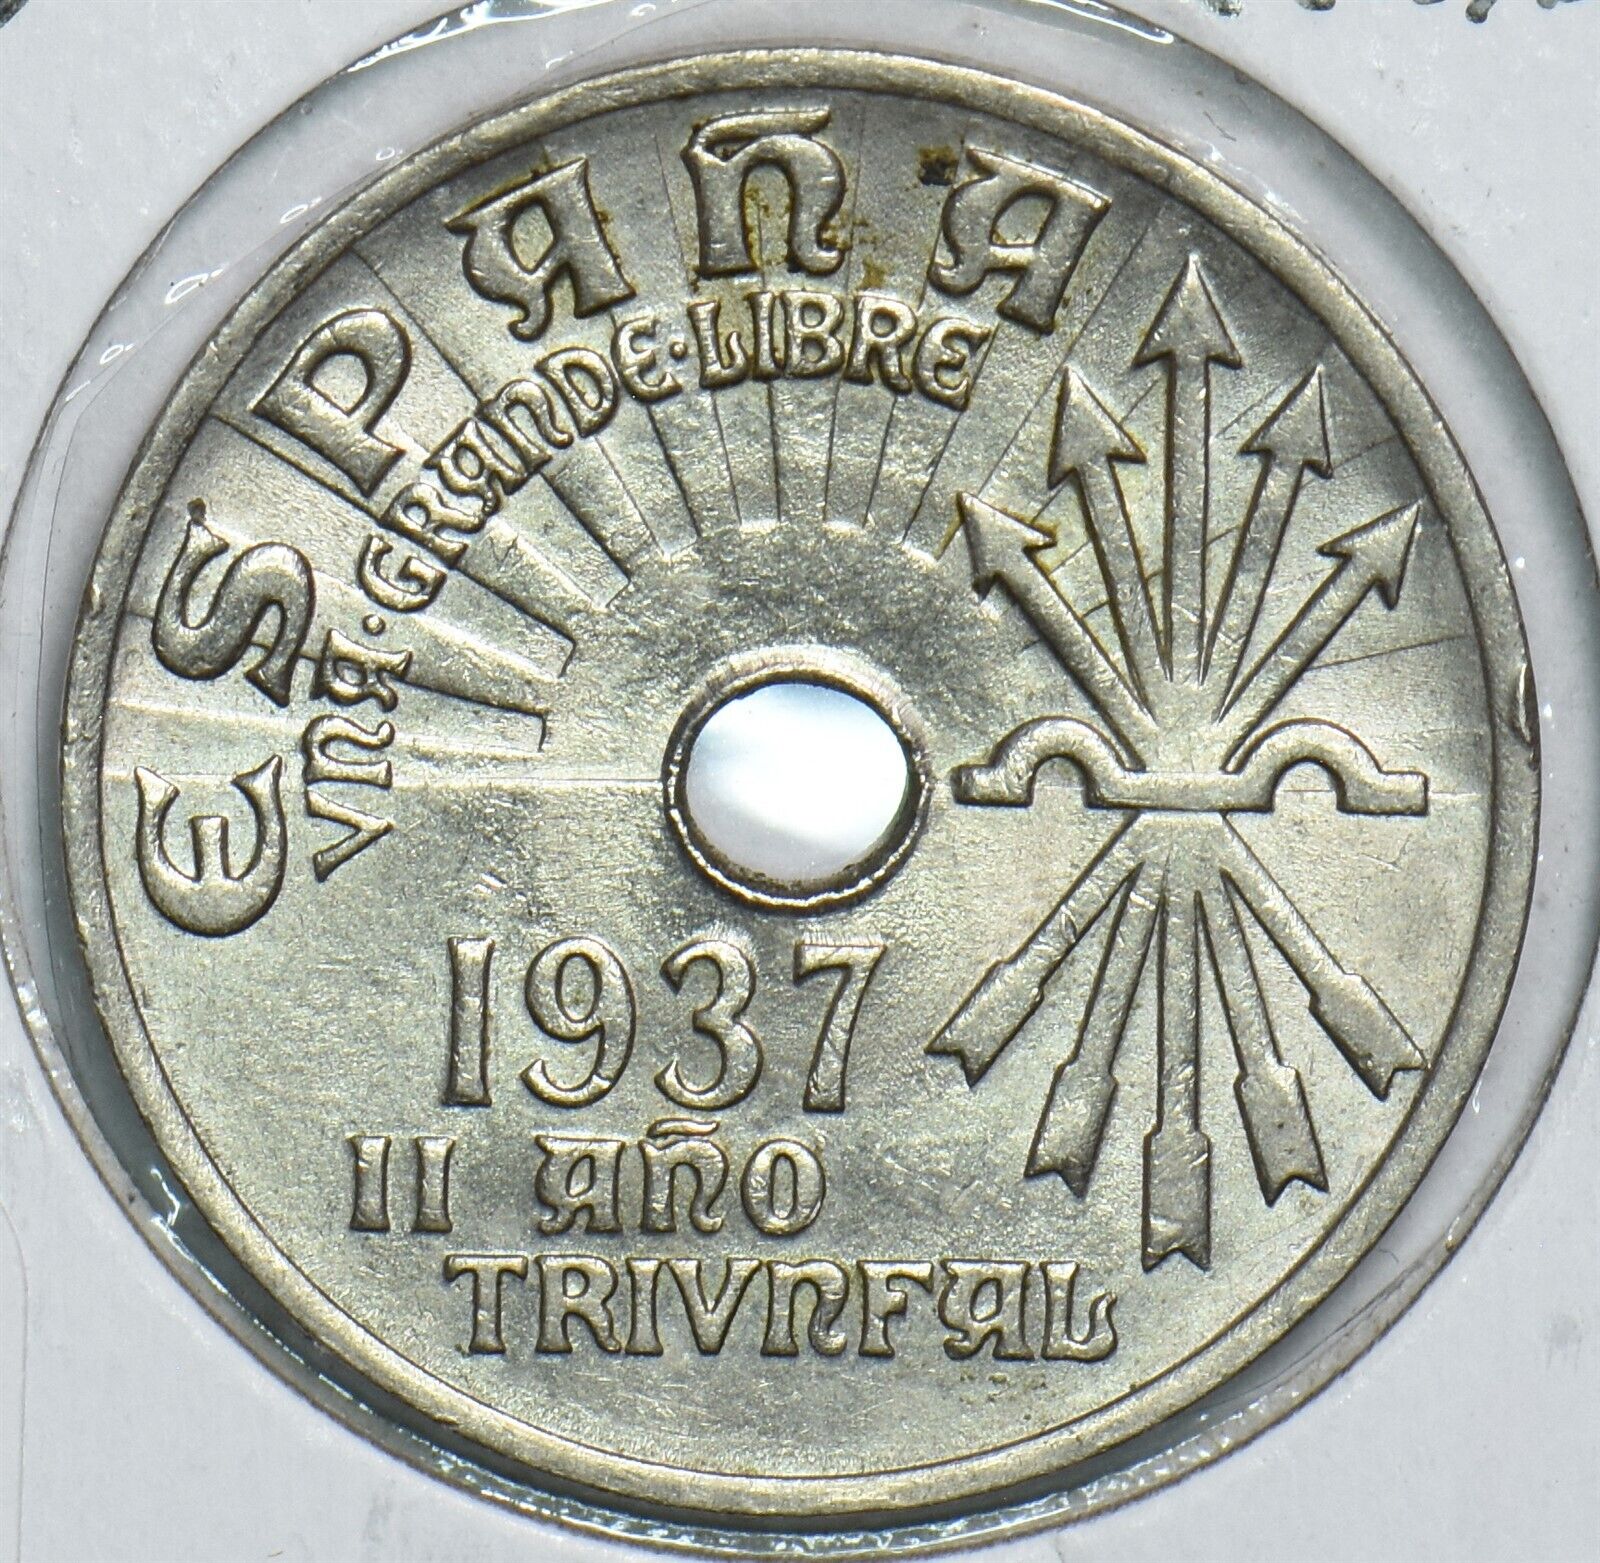 ESPAÑA
VNA·GRANDE·LIBRE
1937
II AÑO
TRIVNFAL